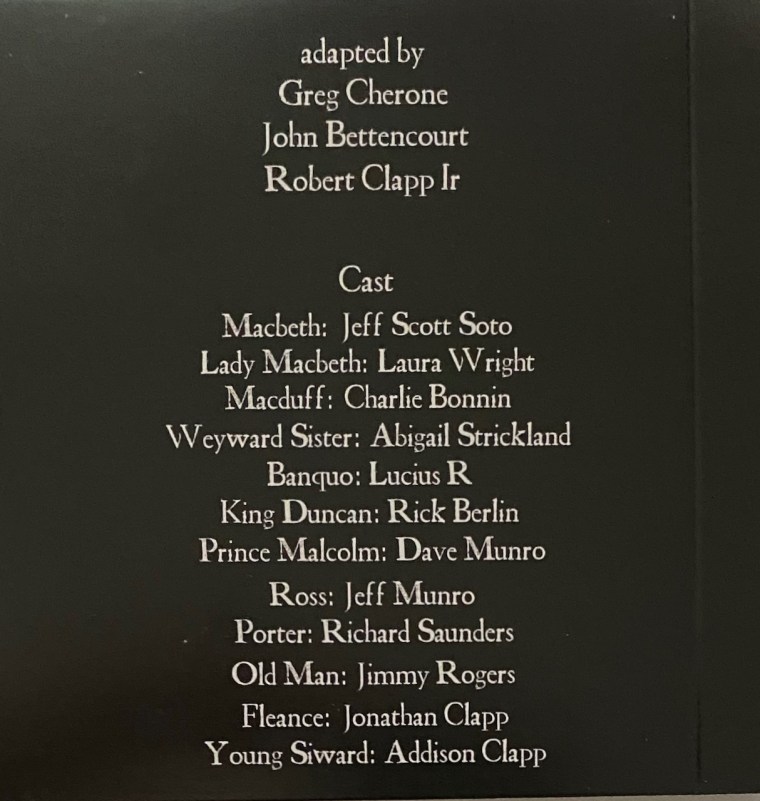 adapted by
Greg Cherone
John Bettencourt
Robert Clapp Jr
Cast
Macbeth: Jeff Scott Soto
Lady Macbeth: Laura Wright
Macduff: Charlie Bonnin
Weyward Sister: Abigail Strickland
Banquo: Lucius R
King Duncan: Rick Berlin
Prince Malcolm: Dave Munro
Ross: Jeff Munro
Porter: Richard Saunders
Old Man: Jimmy Rogers
Fleance: Jonathan Clapp
Young Siward: Addison Clapp